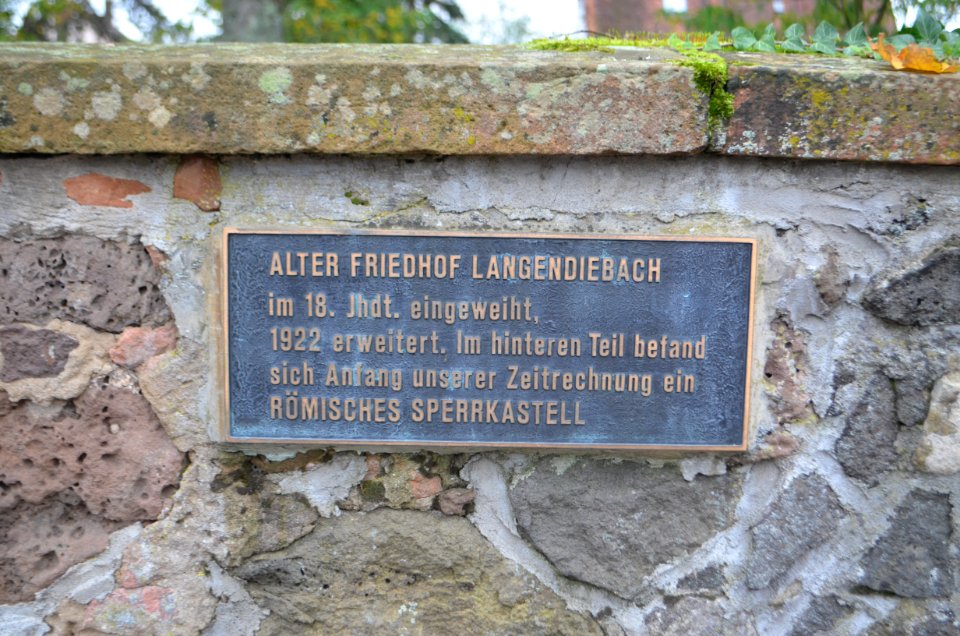 ALTER FRIEDHOF LANGENDIEBACH
im 18. Jhdt. eingeweiht,
1922 erweitert. Im hinteren Teil befand
sich Anfang unserer Zeitrechnung ein
RÖMISCHES SPERRKASTELL